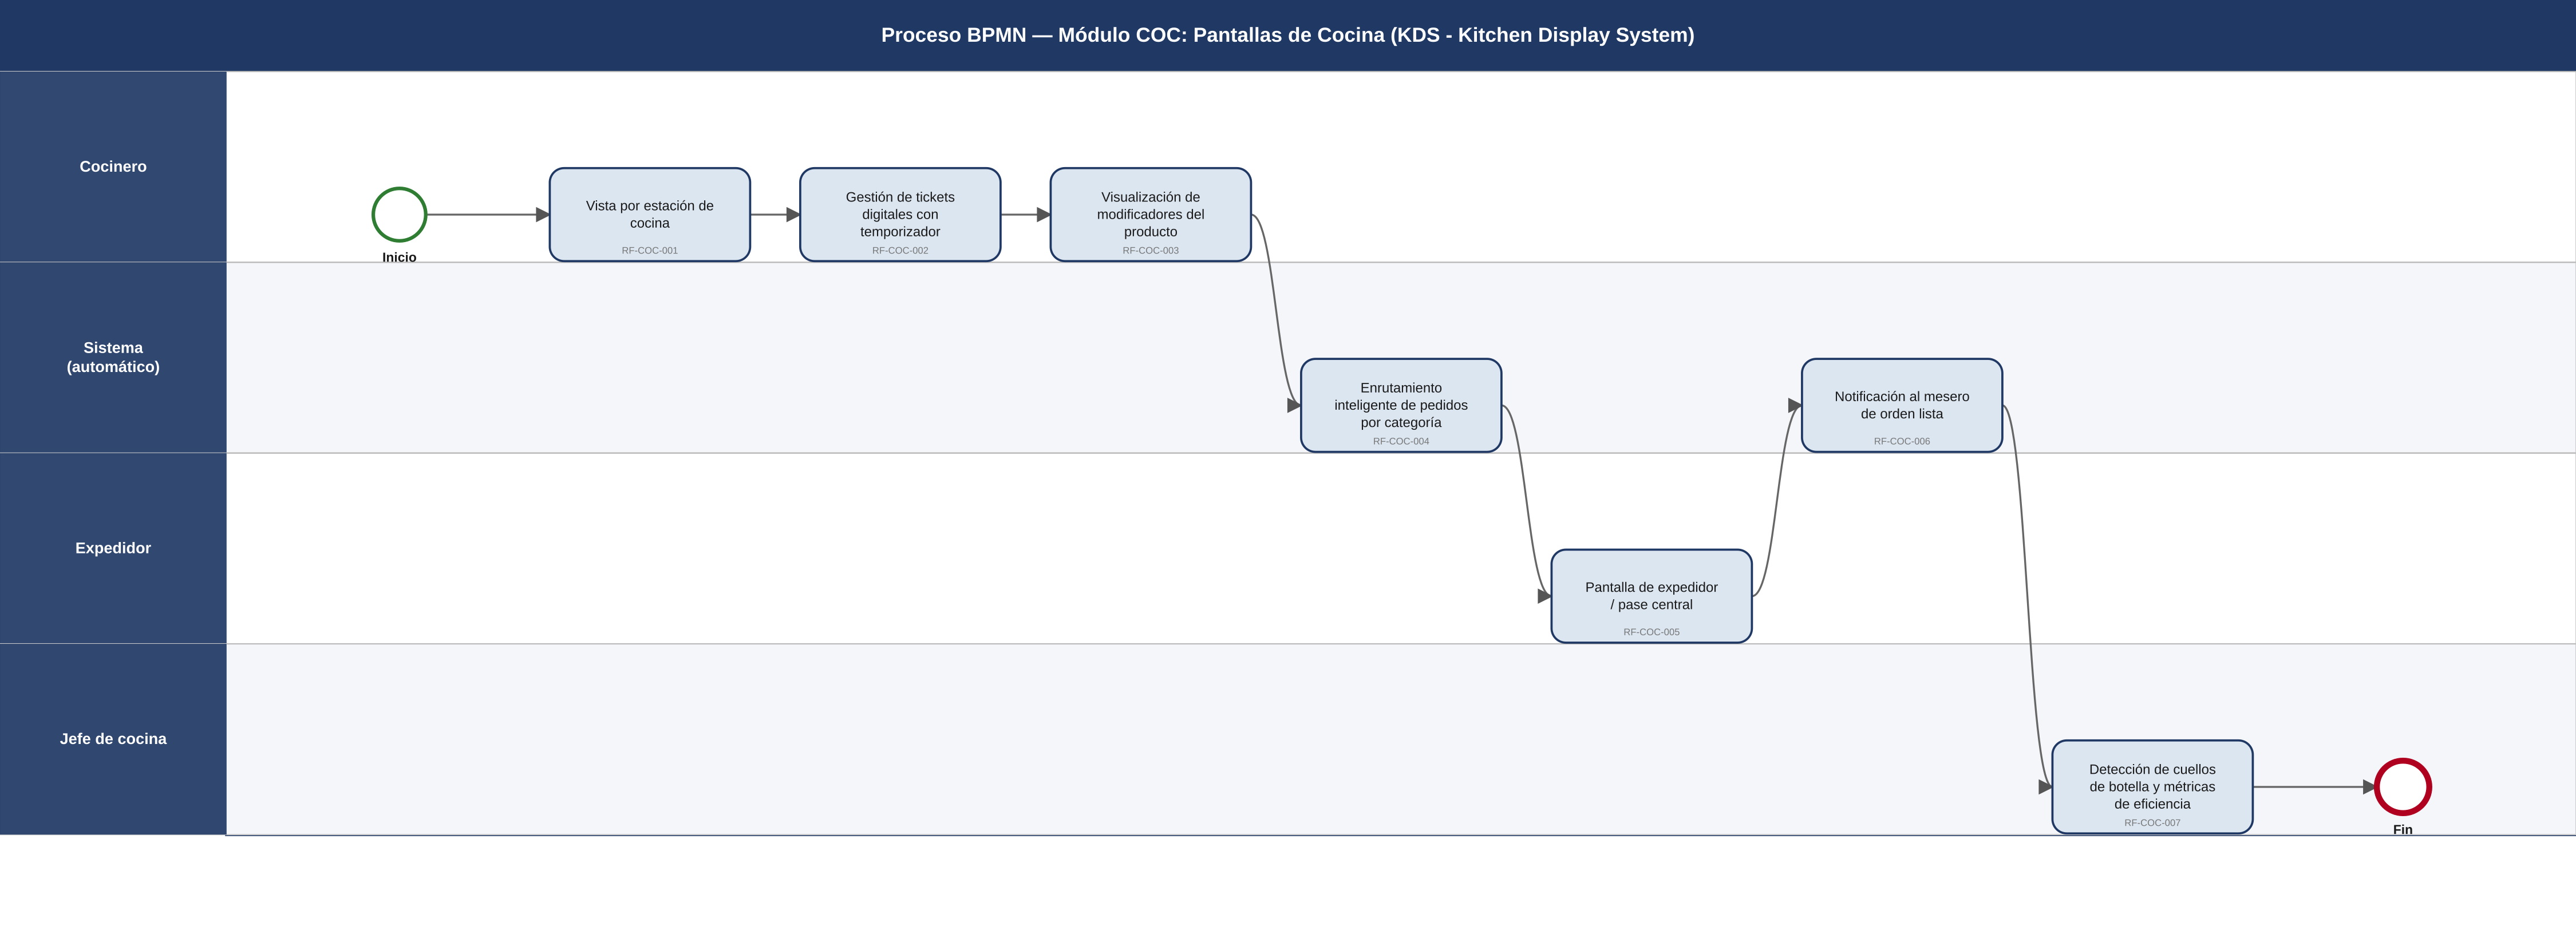 Proceso BPMN — Módulo COC: Pantallas de Cocina (KDS - Kitchen Display System)
Cocinero
Inicio
Vista por estación de
cocina
RF-COC-001
Gestión de tickets
digitales con
temporizador
RF-COC-002
Visualización de
modificadores del
producto
RF-COC-003
Sistema
(automático)
Enrutamiento
inteligente de pedidos
por categoría
RF-COC-004
Notificación al mesero
de orden lista
RF-COC-006
Expedidor
Pantalla de expedidor
/ pase central
RF-COC-005
Jefe de cocina
Detección de cuellos
de botella y métricas
de eficiencia
RF-COC-007
Fin